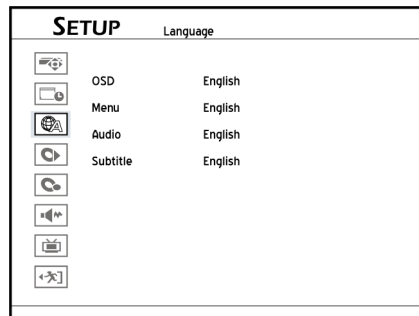 SETUP Language
OSD English
Menu English
Audio English
Subtitle English